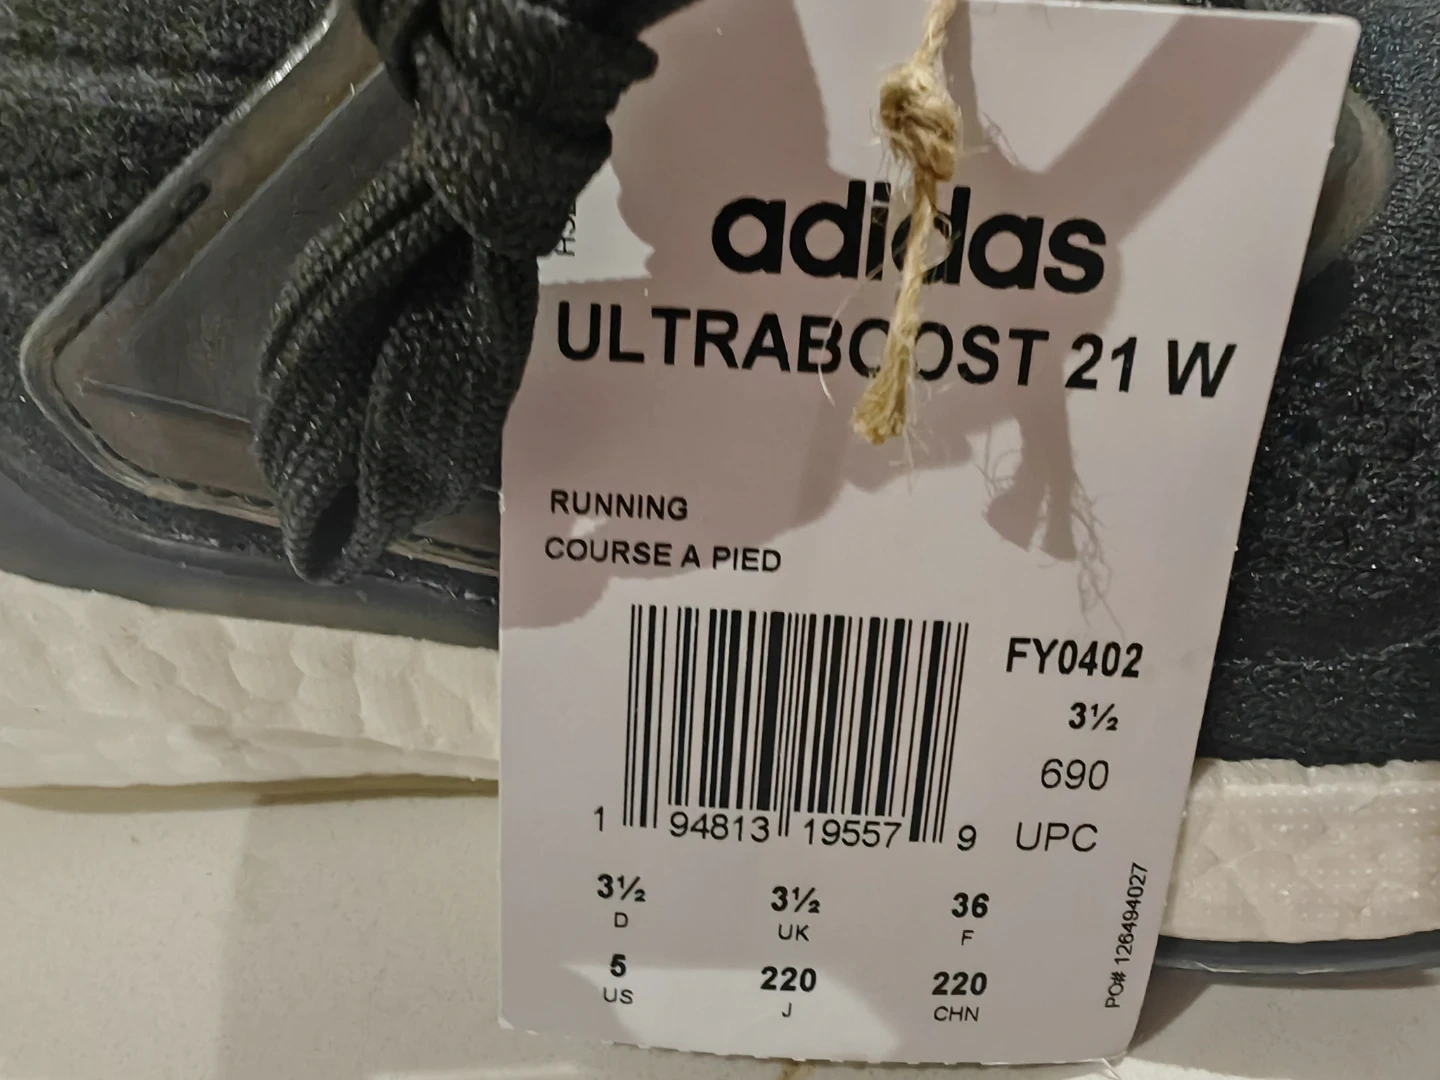 adidas
ULTRABOOST 21 W
RUNNING
COURSE A PIED
FY0402
3½
690
UPC
1 94813 19557 9
3½ 3½ 36
D UK F
5 220 220
US J CHN
PO# 126494027